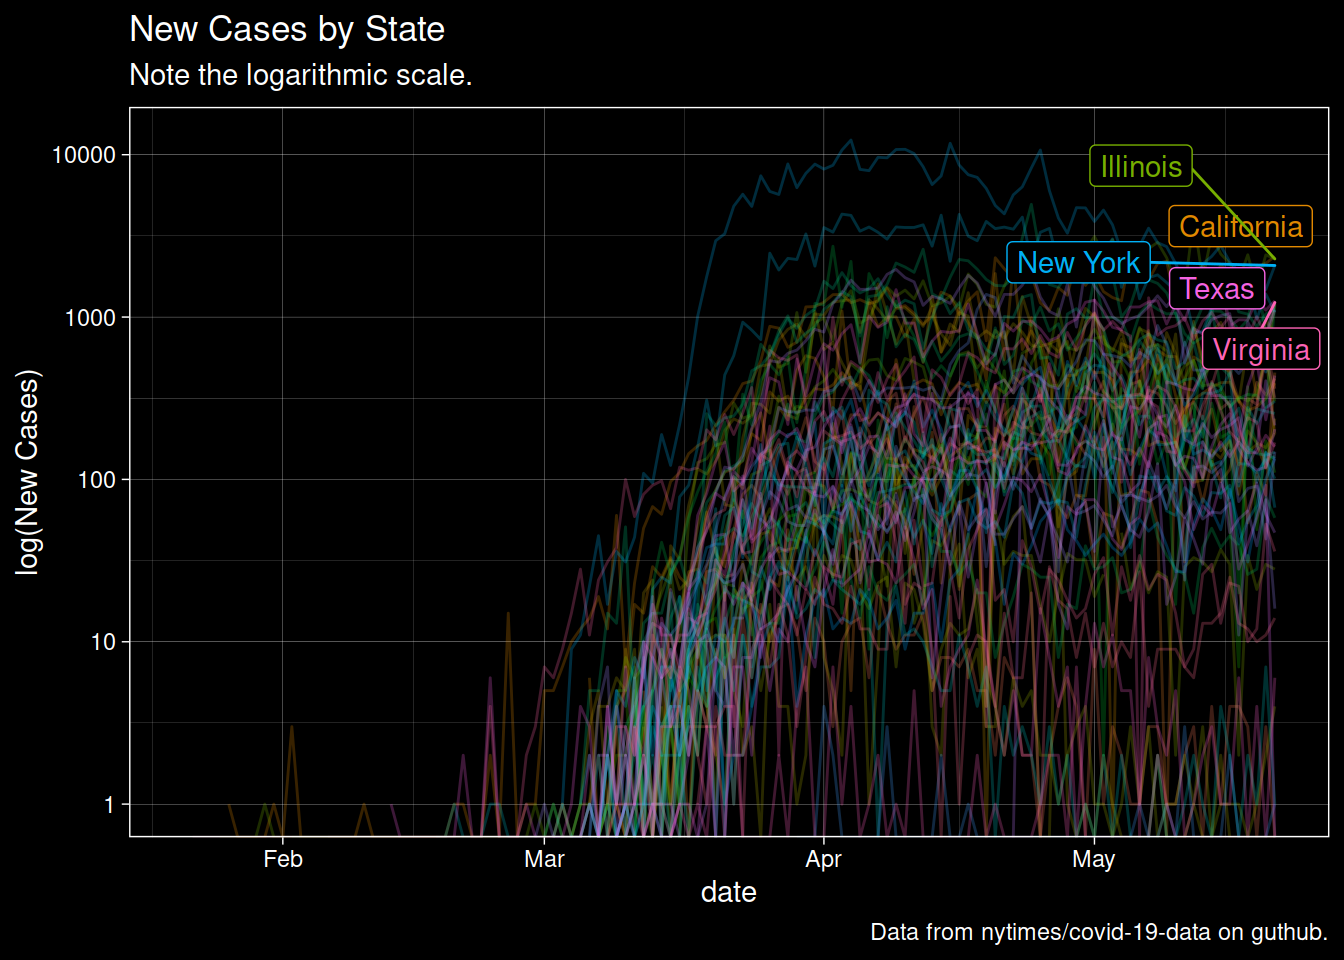 New Cases by State
Note the logarithmic scale.
log(New Cases)
10000
1000
100
10
1
Illinois
California
New York
Texas
Virginia
Feb
Mar
Apr
May
date
Data from nytimes/covid-19-data on guthub.